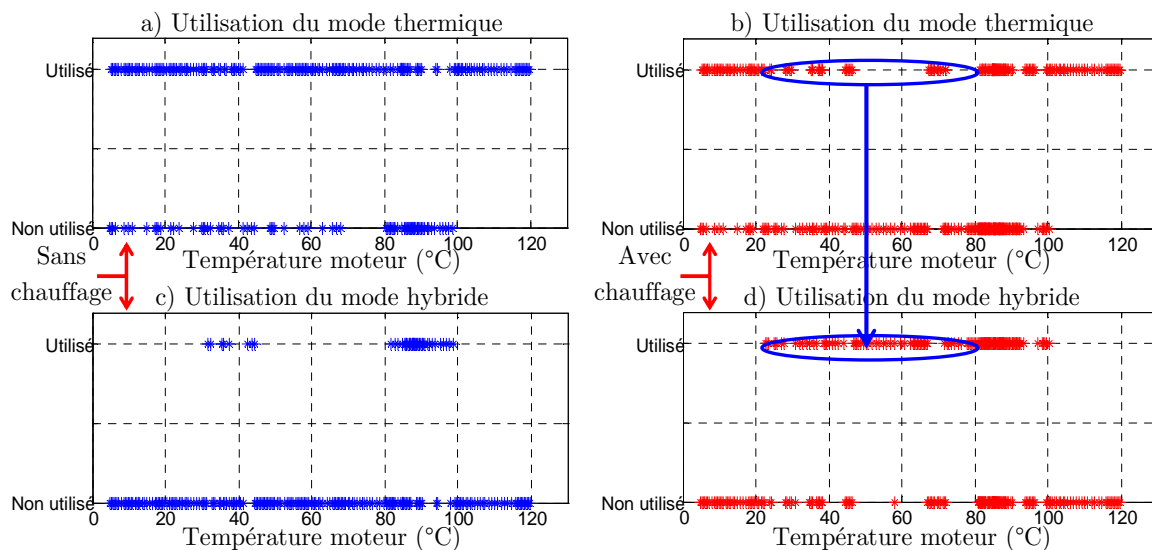 a) Utilisation du mode thermique
Utilisé
Non utilisé
0 20 40 60 80 100 120
Température moteur (°C)
b) Utilisation du mode thermique
Utilisé
Non utilisé
0 20 40 60 80 100 120
Température moteur (°C)
Sans
chauffage
Avec
chauffage
c) Utilisation du mode hybride
Utilisé
Non utilisé
0 20 40 60 80 100 120
Température moteur (°C)
d) Utilisation du mode hybride
Utilisé
Non utilisé
0 20 40 60 80 100 120
Température moteur (°C)